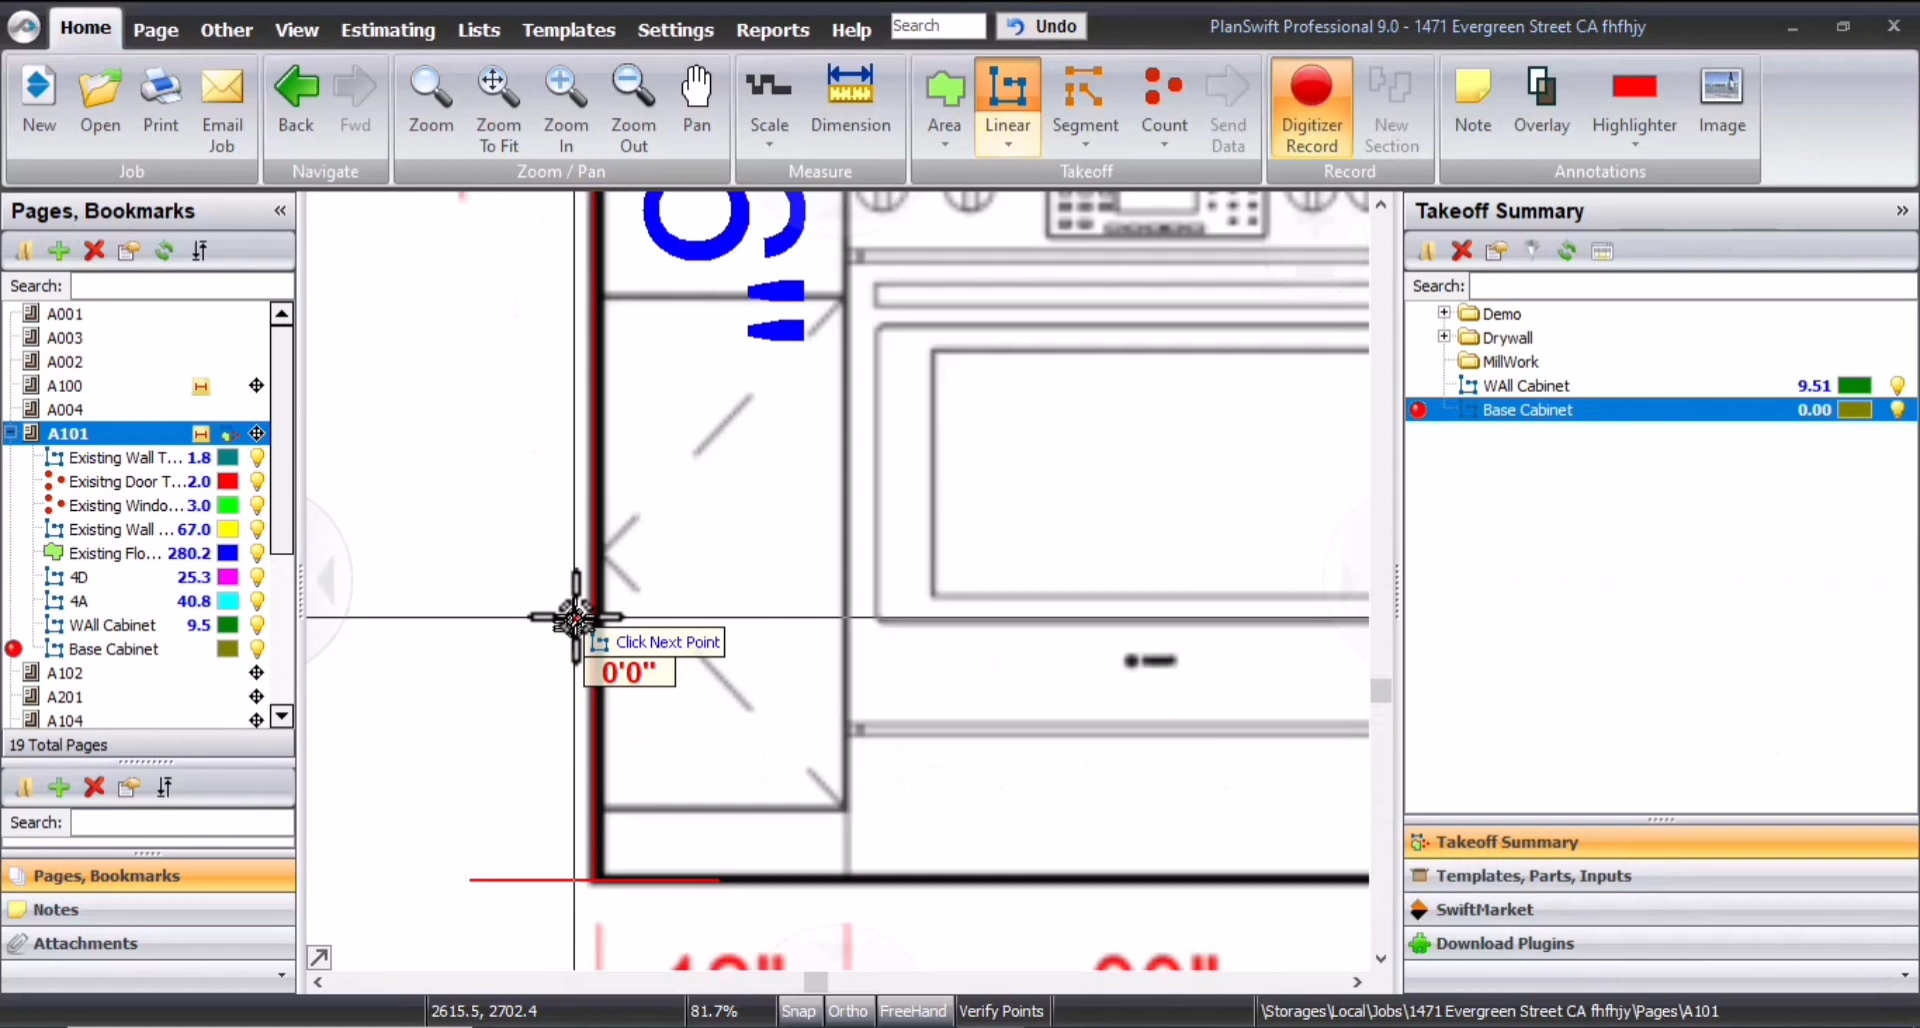 Home Page Other View Estimating Lists Templates Settings Reports Help Search Undo PlanSwift Professional 9.0 - 1471 Evergreen Street CA fhfhjy
New Open Print Email Job Back Fwd Zoom Zoom To Fit Zoom In Zoom Out Pan Scale Dimension Area Linear Segment Count Send Data Digitizer Record New Section Note Overlay Highlighter Image
Job Navigate Zoom / Pan Measure Takeoff Record Annotations
Pages, Bookmarks
Search:
A001
A003
A002
A100
A004
A101
Existing Wall T... 1.8
Exisitng Door T... 2.0
Existing Windo... 3.0
Existing Wall ... 67.0
Existing Flo... 280.2
4D 25.3
4A 40.8
WAll Cabinet 9.5
Base Cabinet
A102
A201
A104
19 Total Pages
Search:
Pages, Bookmarks
Notes
Attachments
Click Next Point
0'0"
Takeoff Summary
Search:
Demo
Drywall
MillWork
WAll Cabinet 9.51
Base Cabinet 0.00
Takeoff Summary
Templates, Parts, Inputs
SwiftMarket
Download Plugins
2615.5, 2702.4 81.7% Snap Ortho FreeHand Verify Points \Storages\Local\Jobs\1471 Evergreen Street CA fhfhjy\Pages\A101